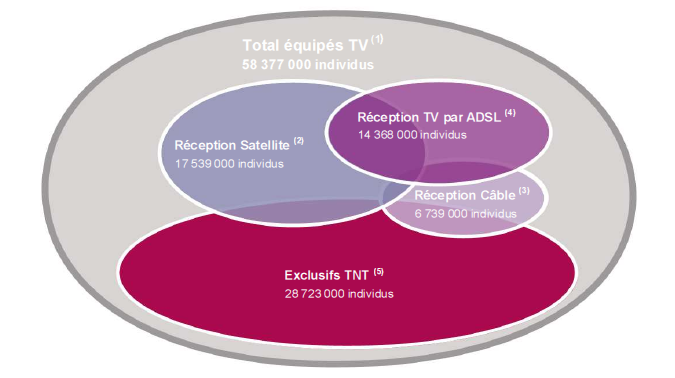 Total équipés TV (1)
58 377 000 individus
Réception TV par ADSL (4)
14 368 000 individus
Réception Satellite (2)
17 539 000 individus
Réception Câble (3)
6 739 000 individus
Exclusifs TNT (5)
28 723 000 individus